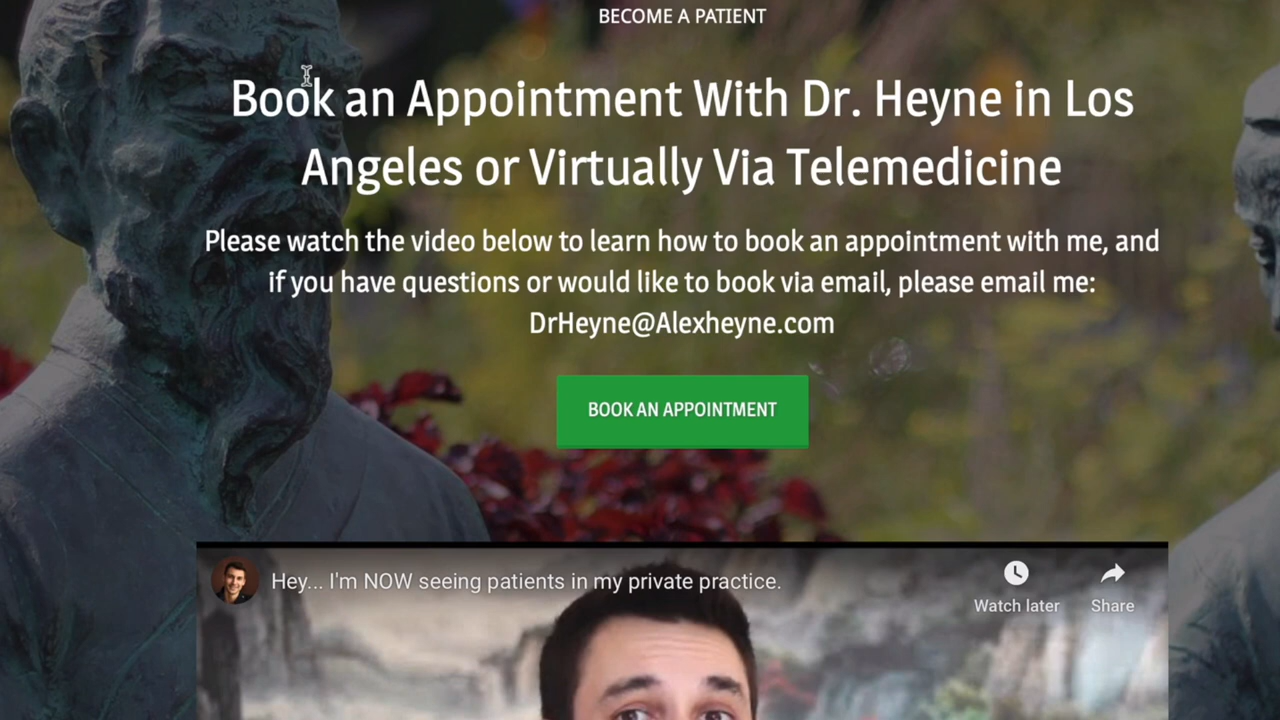 BECOME A PATIENT
Book an Appointment With Dr. Heyne in Los
Angeles or Virtually Via Telemedicine
Please watch the video below to learn how to book an appointment with me, and
if you have questions or would like to book via email, please email me:
DrHeyne@Alexheyne.com
BOOK AN APPOINTMENT
Hey... I'm NOW seeing patients in my private practice.
Watch later
Share